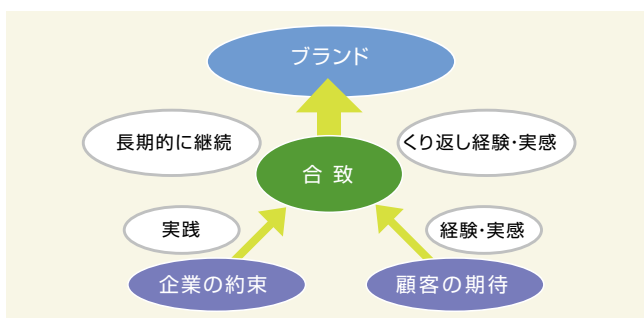 ブランド
長期的に継続
くり返し経験・実感
合 致
実践
経験・実感
企業の約束
顧客の期待